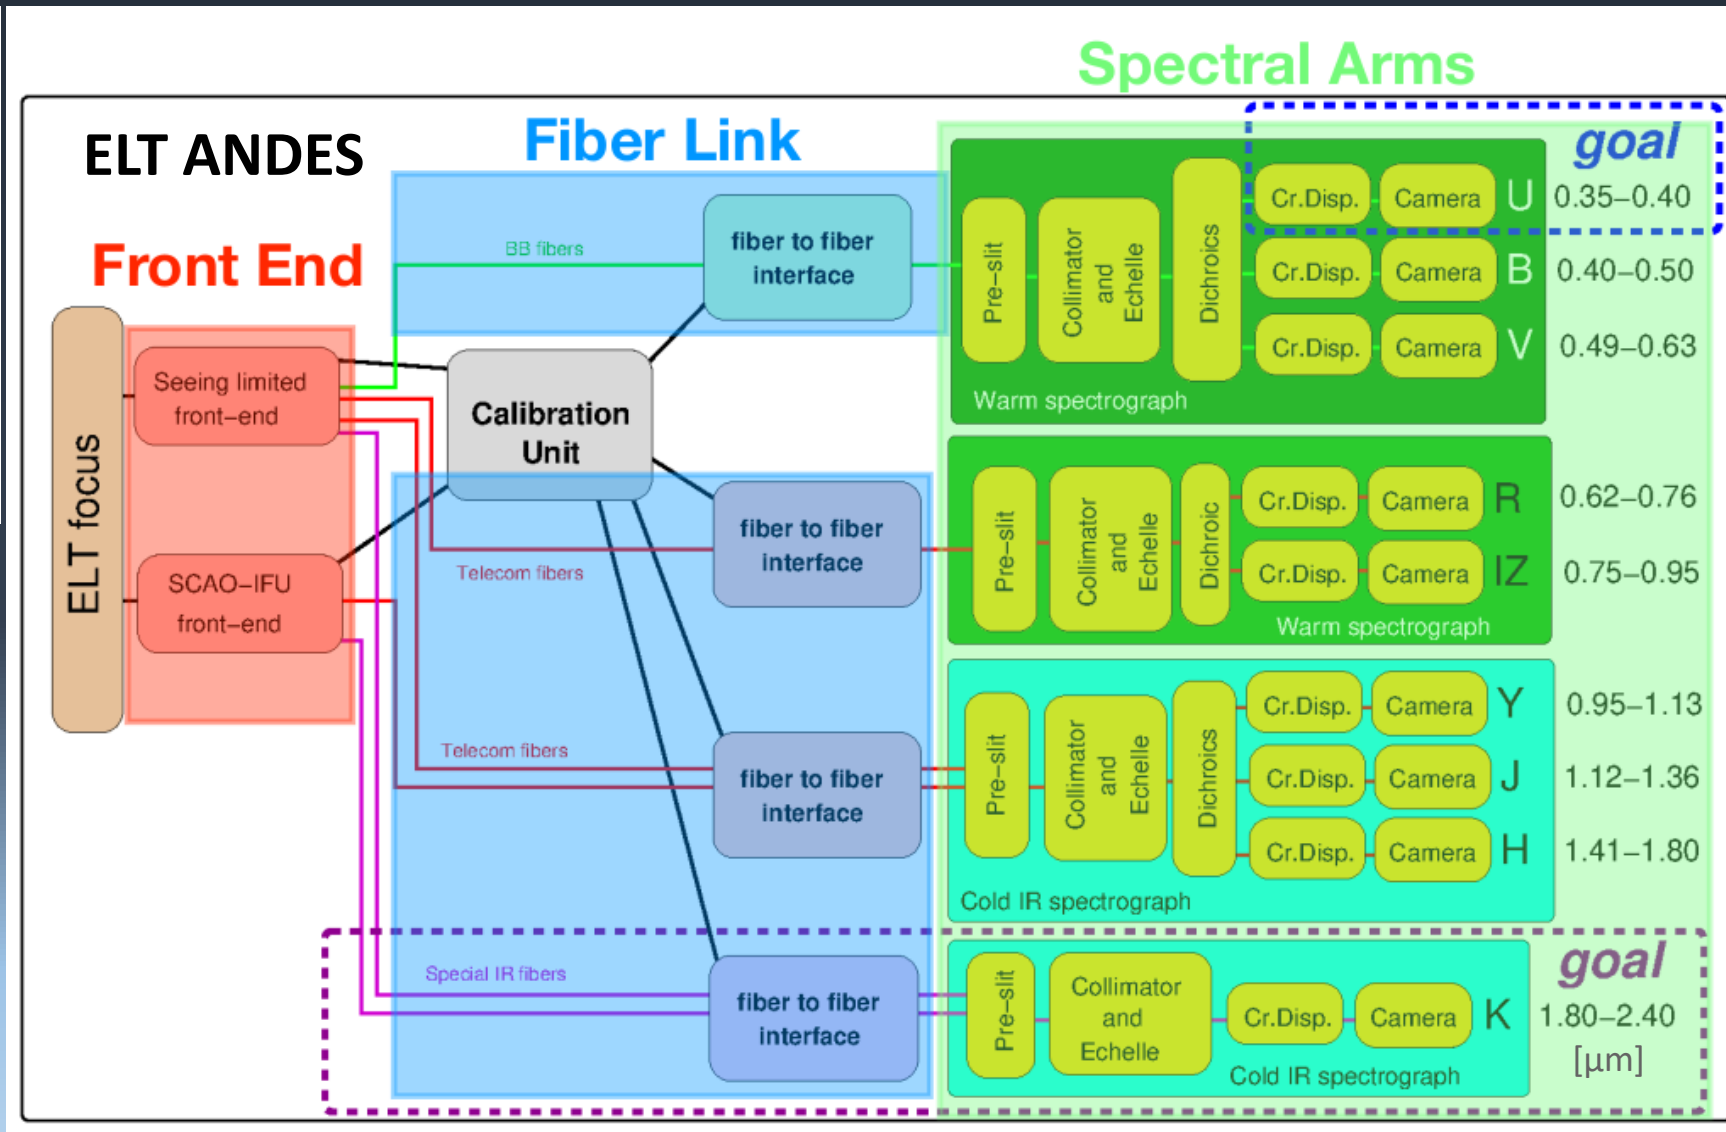 Spectral Arms
ELT ANDES
Fiber Link
Front End
ELT focus
Seeing limited
front-end
SCAO-IFU
front-end
Calibration
Unit
BB fibers
fiber to fiber
interface
Telecom fibers
fiber to fiber
interface
Telecom fibers
fiber to fiber
interface
Special IR fibers
fiber to fiber
interface
Pre-slit
Collimator
and
Echelle
Dichroics
goal
Cr.Disp. Camera U 0.35-0.40
Cr.Disp. Camera B 0.40-0.50
Cr.Disp. Camera V 0.49-0.63
Warm spectrograph
Pre-slit
Collimator
and
Echelle
Dichroic
Cr.Disp. Camera R 0.62-0.76
Cr.Disp. Camera IZ 0.75-0.95
Warm spectrograph
Pre-slit
Collimator
and
Echelle
Dichroics
Cr.Disp. Camera Y 0.95-1.13
Cr.Disp. Camera J 1.12-1.36
Cr.Disp. Camera H 1.41-1.80
Cold IR spectrograph
Pre-slit
Collimator
and
Echelle
goal
Cr.Disp. Camera K 1.80-2.40
[μm]
Cold IR spectrograph